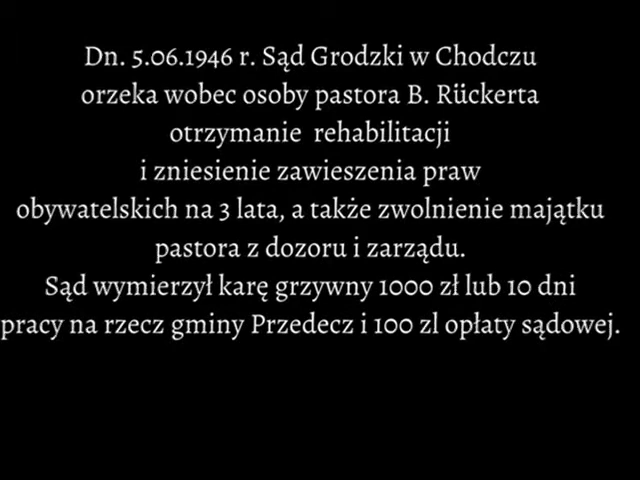 Dn. 5.06.1946 r. Sąd Grodzki w Chodczu
orzeka wobec osoby pastora B. Rückerta
otrzymanie rehabilitacji
i zniesienie zawieszenia praw
obywatelskich na 3 lata, a także zwolnienie majątku
pastora z dozoru i zarządu.
Sąd wymierzył karę grzywny 1000 zł lub 10 dni
pracy na rzecz gminy Przedecz i 100 zl opłaty sądowej.